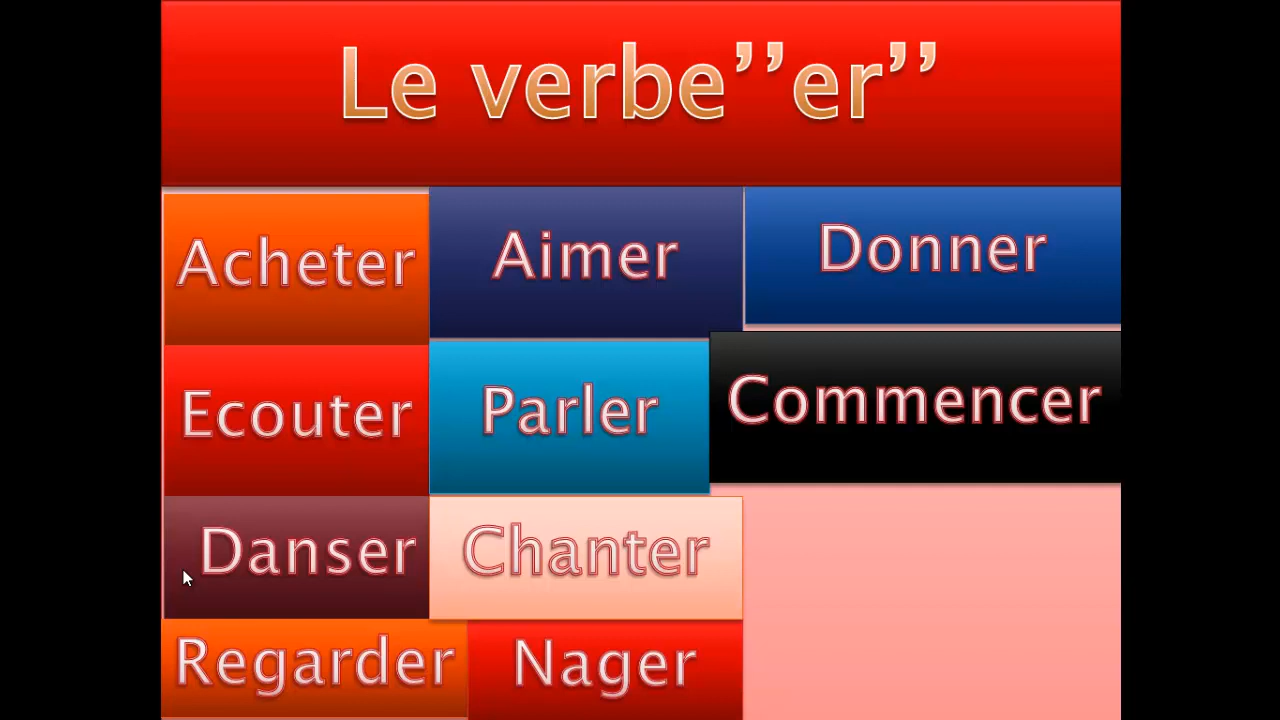 Le verbe’’er’’
Acheter
Aimer
Donner
Ecouter
Parler
Commencer
Danser
Chanter
Regarder
Nager